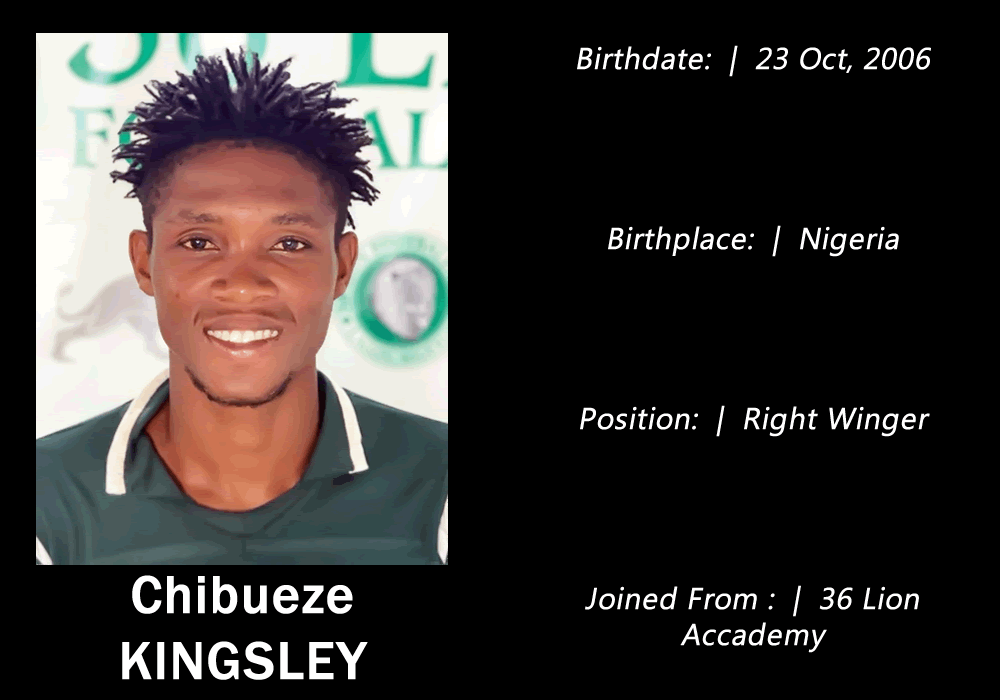 Birthdate: | 23 Oct, 2006
Birthplace: | Nigeria
Position: | Right Winger
Joined From : | 36 Lion
Accademy
Chibueze
KINGSLEY